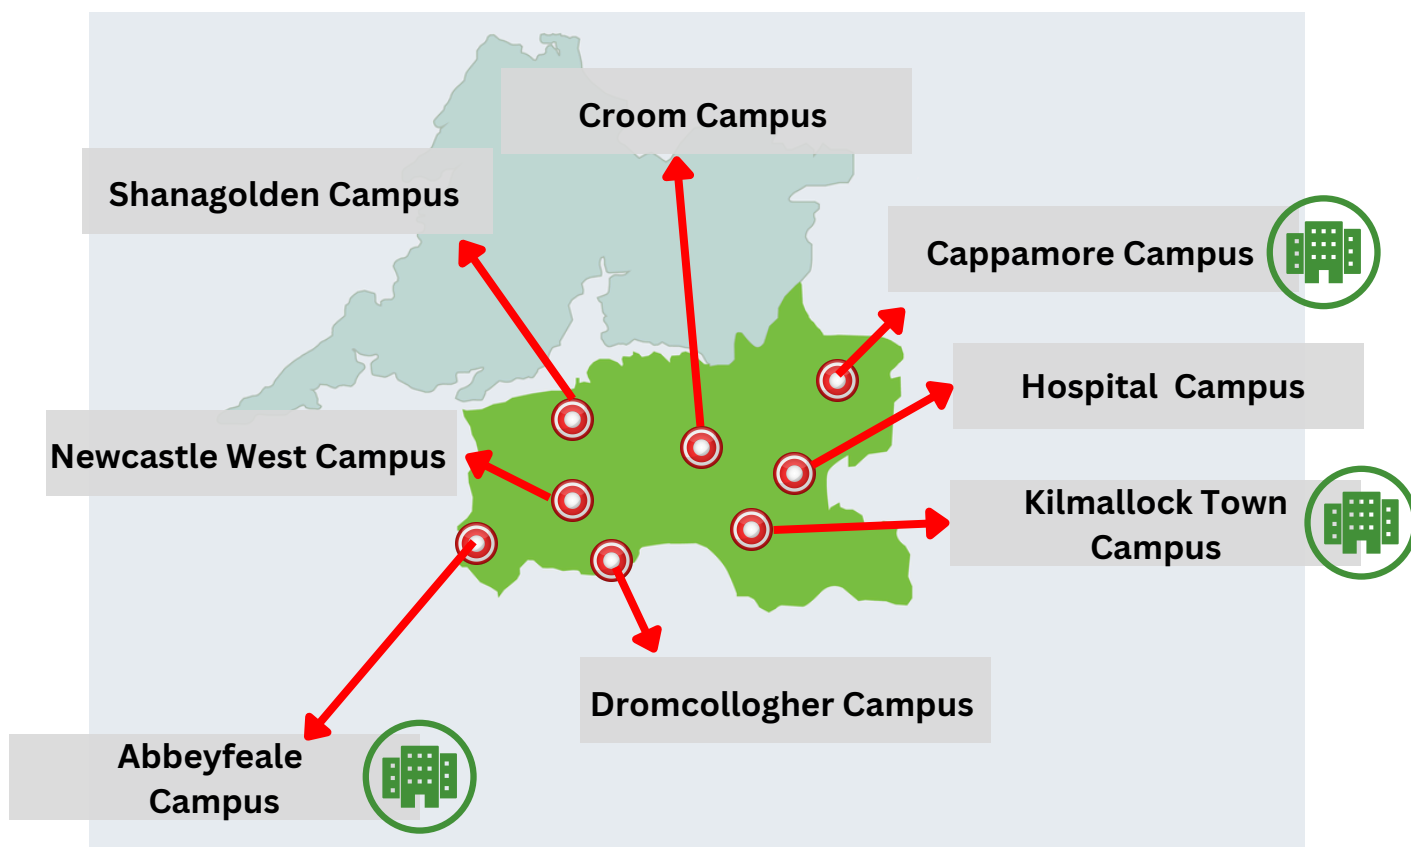 Croom Campus
Shanagolden Campus
Cappamore Campus
Hospital  Campus
Newcastle West Campus
Kilmallock Town
Campus
Dromcollogher Campus
Abbeyfeale
Campus